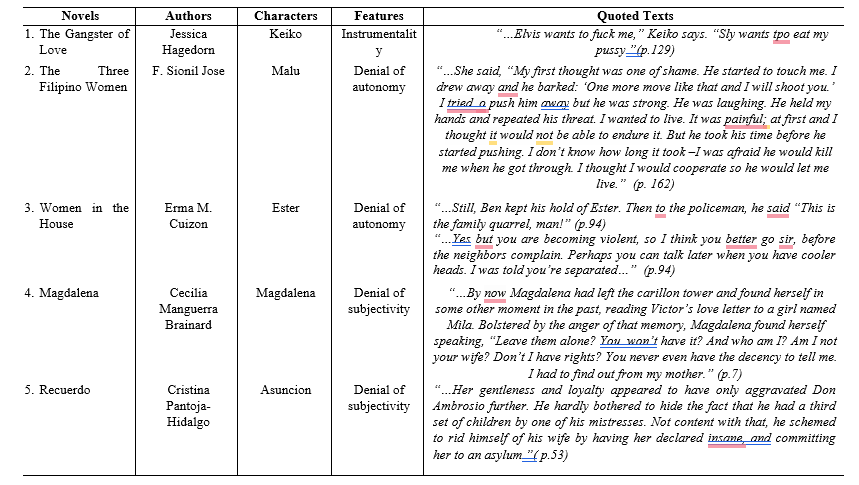 Novels Authors Characters Features Quoted Texts
1. The Gangster of Love
Jessica Hagedorn
Keiko
Instrumentalit
y
“…Elvis wants to fuck me,” Keiko says. “Sly wants tpo eat my
pussy.”(p.129)
2. The Three
Filipino Women
F. Sionil Jose
Malu
Denial of
autonomy
“…She said, “My first thought was one of shame. He started to touch me. I
drew away and he barked: ‘One more move like that and I will shoot you.’
I tried o push him away but he was strong. He was laughing. He held my
hands and repeated his threat. I wanted to live. It was painful; at first and I
thought it would not be able to endure it. But he took his time before he
started pushing. I don’t know how long it took –I was afraid he would kill
me when he got through. I thought I would cooperate so he would let me
live.” (p. 162)
3. Women in the
House
Erma M.
Cuizon
Ester
Denial of
autonomy
“…Still, Ben kept his hold of Ester. Then to the policeman, he said “This is
the family quarrel, man!” (p.94)
“…Yes but you are becoming violent, so I think you better go sir, before
the neighbors complain. Perhaps you can talk later when you have cooler
heads. I was told you’re separated…” (p.94)
4. Magdalena
Cecilia
Manguerra
Brainard
Magdalena
Denial of
subjectivity
“…By now Magdalena had left the carillon tower and found herself in
some other moment in the past, reading Victor’s love letter to a girl named
Mila. Bolstered by the anger of that memory, Magdalena found herself
speaking, “Leave them alone? You won’t have it? And who am I? Am I not
your wife? Don’t I have rights? You never even have the decency to tell me.
I had to find out from my mother.” (p.7)
5. Recuerdo
Cristina
Pantoja-
Hidalgo
Asuncion
Denial of
subjectivity
“…Her gentleness and loyalty appeared to have only aggravated Don
Ambrosio further. He hardly bothered to hide the fact that he had a third
set of children by one of his mistresses. Not content with that, he schemed
to rid himself of his wife by having her declared insane, and committing
her to an asylum.”( p.53)